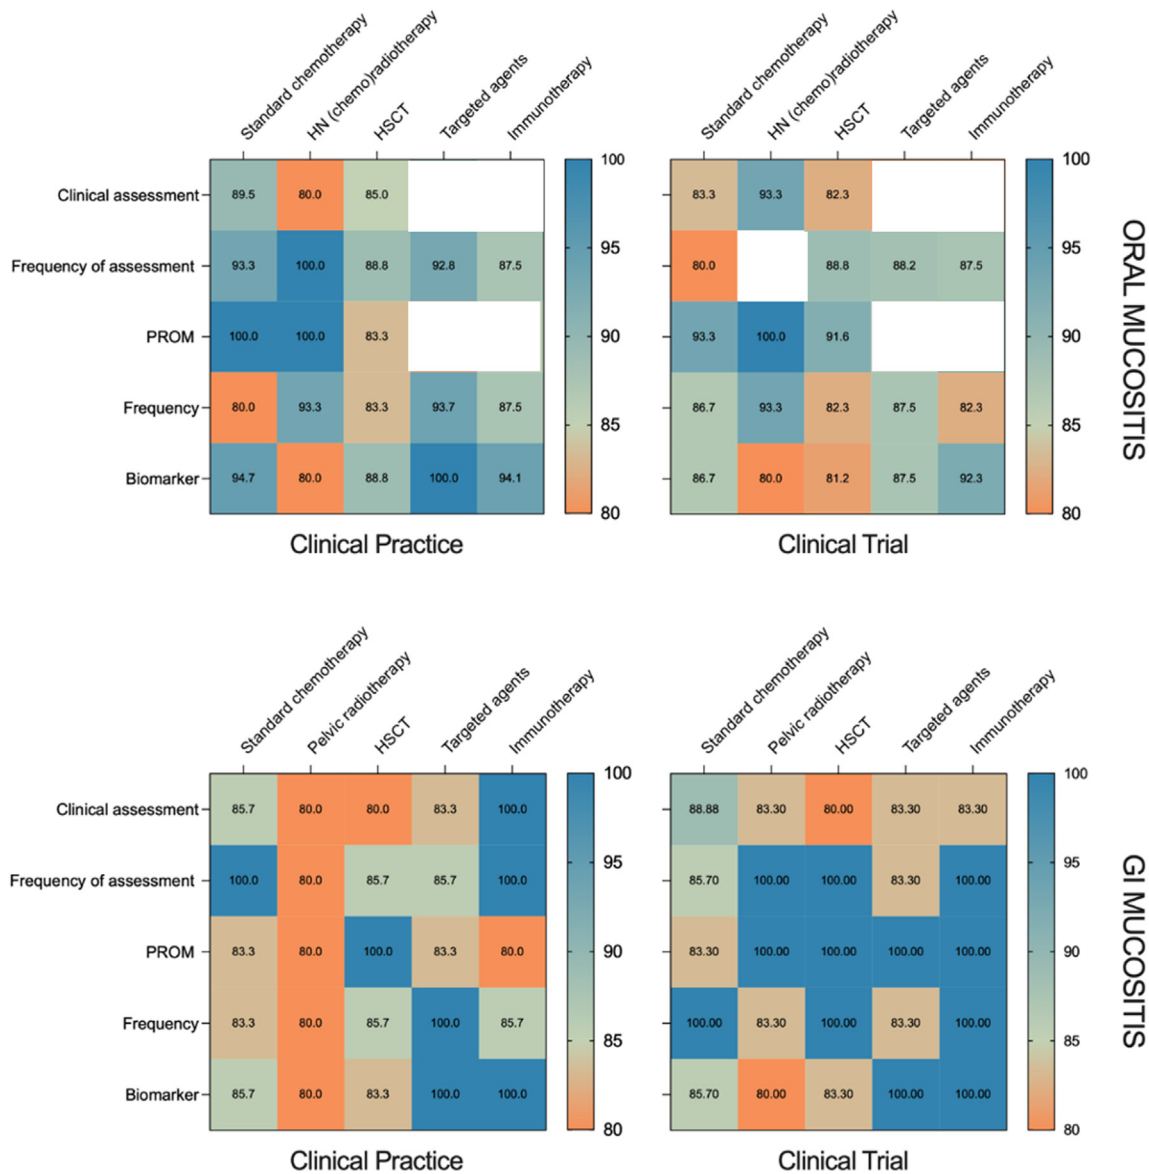 Standard chemotherapy
HN (chemo)radiotherapy
HSCT
Targeted agents
Immunotherapy
Clinical assessment 89.5 80.0 85.0
Frequency of assessment 93.3 100.0 88.8 92.8 87.5
PROM 100.0 100.0 83.3
Frequency 80.0 93.3 83.3 93.7 87.5
Biomarker 94.7 80.0 88.8 100.0 94.1
100
95
90
85
80
Clinical Practice
Standard chemotherapy
HN (chemo)radiotherapy
HSCT
Targeted agents
Immunotherapy
83.3 93.3 82.3
80.0 88.8 88.2 87.5
93.3 100.0 91.6
86.7 93.3 82.3 87.5 82.3
86.7 80.0 81.2 87.5 92.3
100
95
90
85
80
Clinical Trial
ORAL MUCOSITIS
Standard chemotherapy
Pelvic radiotherapy
HSCT
Targeted agents
Immunotherapy
Clinical assessment 85.7 80.0 80.0 83.3 100.0
Frequency of assessment 100.0 80.0 85.7 85.7 100.0
PROM 83.3 80.0 100.0 83.3 80.0
Frequency 83.3 80.0 85.7 100.0 85.7
Biomarker 85.7 80.0 83.3 100.0 100.0
100
95
90
85
80
Clinical Practice
Standard chemotherapy
Pelvic radiotherapy
HSCT
Targeted agents
Immunotherapy
88.88 83.30 80.00 83.30 83.30
85.70 100.00 100.00 83.30 100.00
83.30 100.00 100.00 100.00 100.00
100.00 83.30 100.00 83.30 100.00
85.70 80.00 83.30 100.00 100.00
100
95
90
85
80
Clinical Trial
GI MUCOSITIS